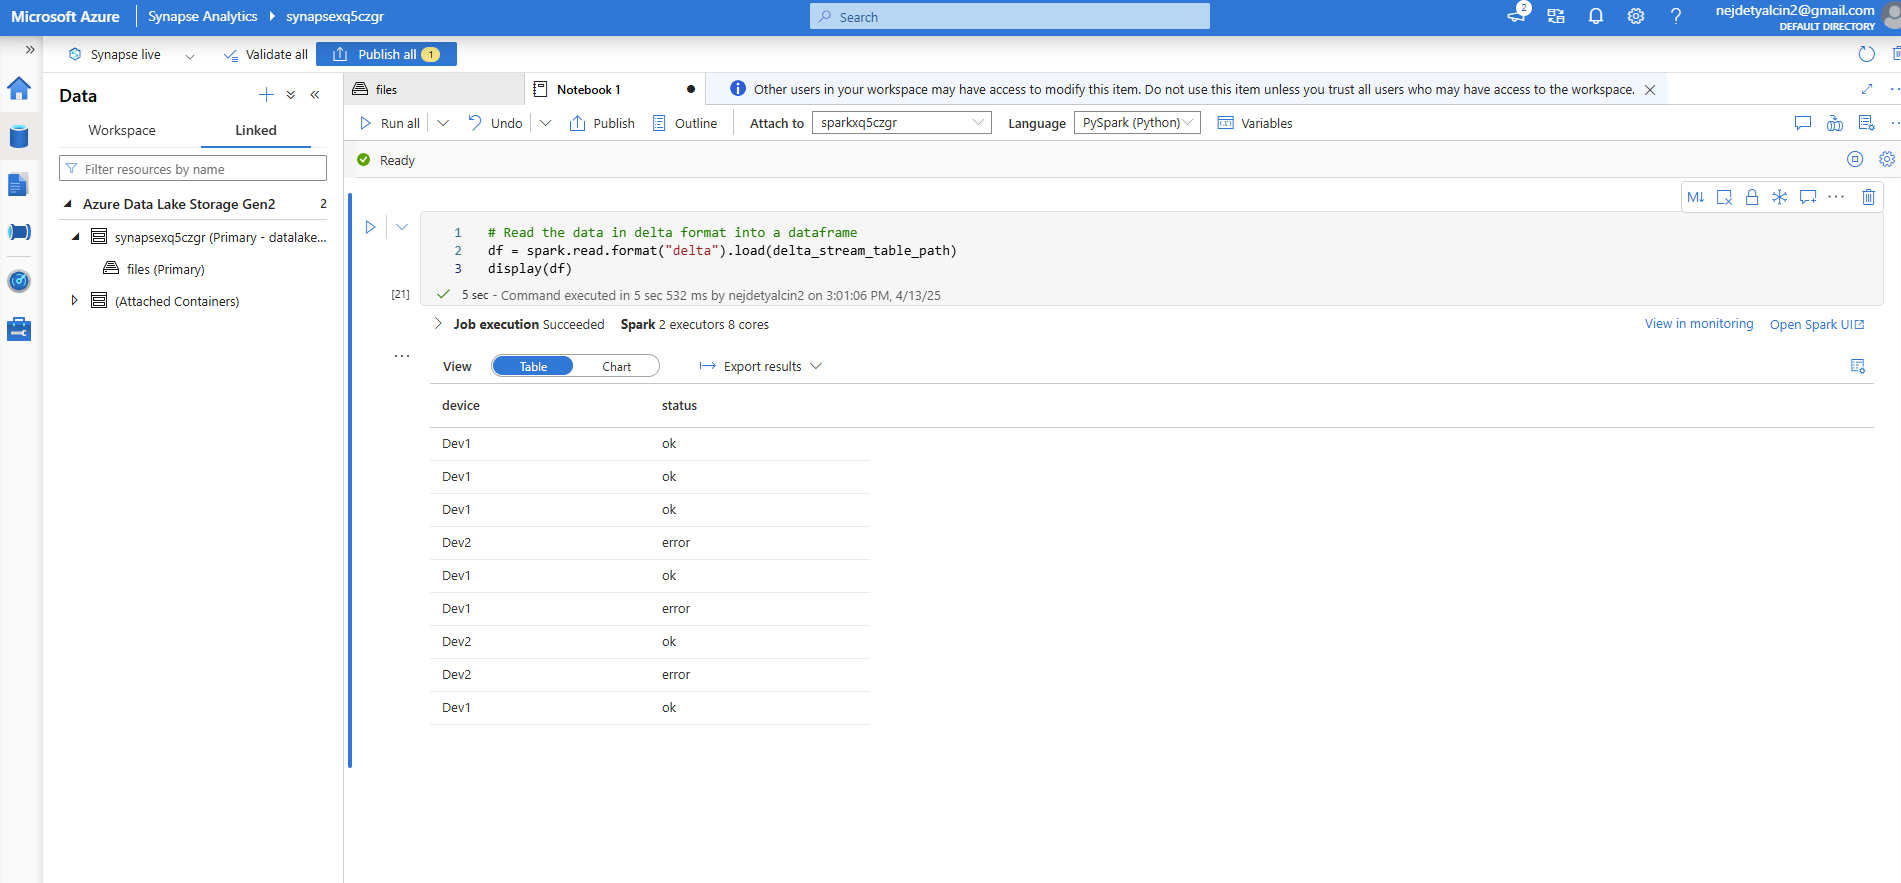 Microsoft Azure Synapse Analytics synapsexq5czgr Search 2 nejdetyalcin2@gmail.com
DEFAULT DIRECTORY
Synapse live Validate all Publish all 1
Data
Workspace Linked
Filter resources by name
Azure Data Lake Storage Gen2 2
synapsexq5czgr (Primary - datalake...
files (Primary)
(Attached Containers)
files Notebook 1 Other users in your workspace may have access to modify this item. Do not use this item unless you trust all users who may have access to the workspace.
Run all Undo Publish Outline Attach to sparkxq5czgr Language PySpark (Python) Variables
Ready
M↓
1 # Read the data in delta format into a dataframe
2 df = spark.read.format("delta").load(delta_stream_table_path)
3 display(df)
[21] 5 sec - Command executed in 5 sec 532 ms by nejdetyalcin2 on 3:01:06 PM, 4/13/25
Job execution Succeeded Spark 2 executors 8 cores View in monitoring Open Spark UI
View Table Chart Export results
device status
Dev1 ok
Dev1 ok
Dev1 ok
Dev2 error
Dev1 ok
Dev1 error
Dev2 ok
Dev2 error
Dev1 ok